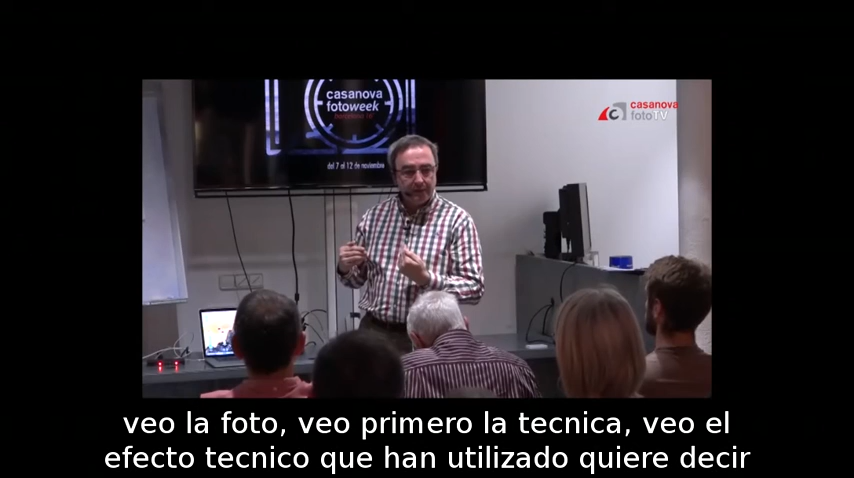 casanova
fotoweek
del 7 al 12 de noviembre
casanova
fotoTV
veo la foto, veo primero la tecnica, veo el
efecto tecnico que han utilizado quiere decir